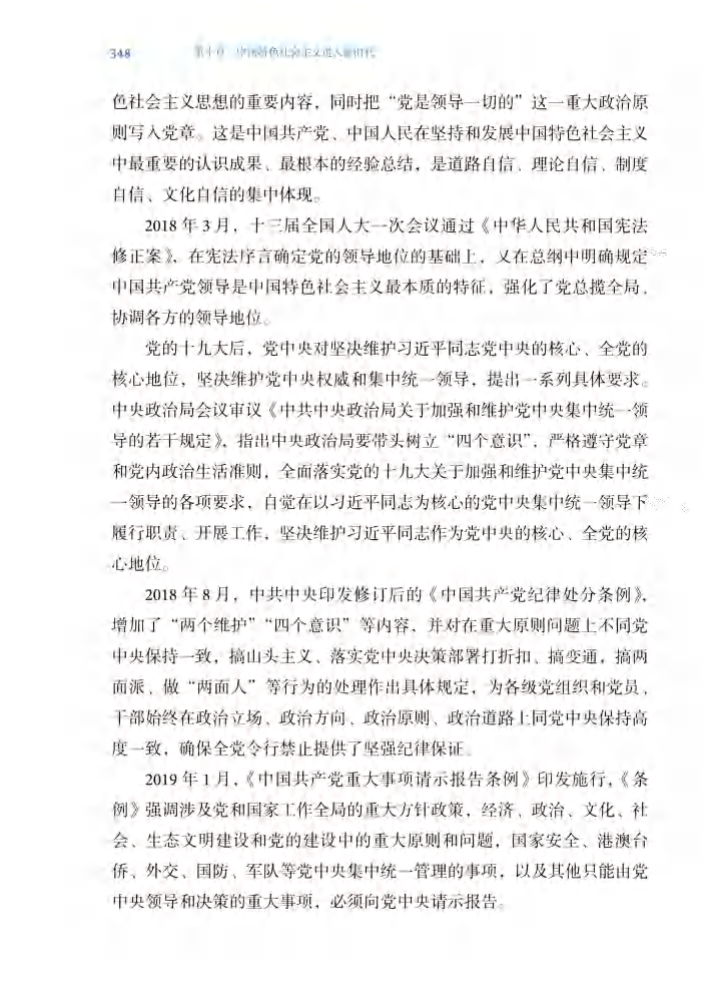 348 第十章 中国特色社会主义进入新时代
色社会主义思想的重要内容，同时把“党是领导一切的”这一重大政治原
则写入党章。这是中国共产党、中国人民在坚持和发展中国特色社会主义
中最重要的认识成果、最根本的经验总结，是道路自信、理论自信、制度
自信、文化自信的集中体现。
2018 年 3 月，十三届全国人大一次会议通过《中华人民共和国宪法
修正案》，在宪法序言确定党的领导地位的基础上，又在总纲中明确规定
中国共产党领导是中国特色社会主义最本质的特征，强化了党总揽全局、
协调各方的领导地位。
党的十九大后，党中央对坚决维护习近平同志党中央的核心、全党的
核心地位，坚决维护党中央权威和集中统一领导，提出一系列具体要求。
中央政治局会议审议《中共中央政治局关于加强和维护党中央集中统一领
导的若干规定》，指出中央政治局要带头树立“四个意识”，严格遵守党章
和党内政治生活准则，全面落实党的十九大关于加强和维护党中央集中统
一领导的各项要求，自觉在以习近平同志为核心的党中央集中统一领导下
履行职责、开展工作，坚决维护习近平同志作为党中央的核心、全党的核
心地位。
2018 年 8 月，中共中央印发修订后的《中国共产党纪律处分条例》，
增加了“两个维护”“四个意识”等内容，并对在重大原则问题上不同党
中央保持一致，搞山头主义、落实党中央决策部署打折扣、搞变通，搞两
面派、做“两面人”等行为的处理作出具体规定，为各级党组织和党员、
干部始终在政治立场、政治方向、政治原则、政治道路上同党中央保持高
度一致，确保全党令行禁止提供了坚强纪律保证。
2019 年 1 月，《中国共产党重大事项请示报告条例》印发施行，《条
例》强调涉及党和国家工作全局的重大方针政策，经济、政治、文化、社
会、生态文明建设和党的建设中的重大原则和问题，国家安全、港澳台
侨、外交、国防、军队等党中央集中统一管理的事项，以及其他只能由党
中央领导和决策的重大事项，必须向党中央请示报告。